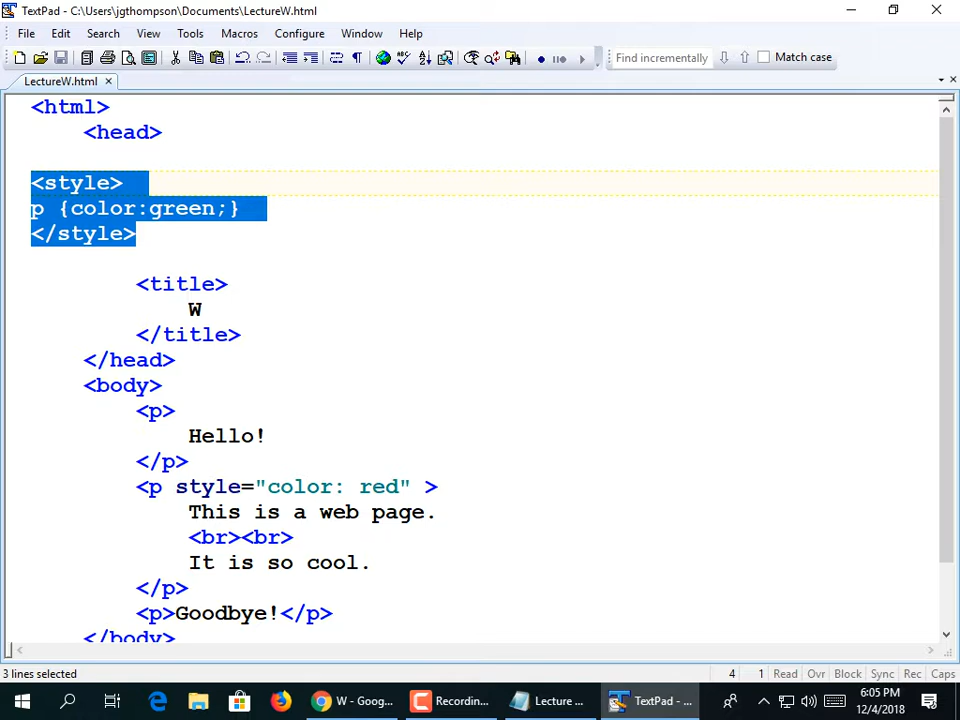 TextPad - C:\Users\jgthompson\Documents\LectureW.html
File Edit Search View Tools Macros Configure Window Help
Find incrementally Match case
LectureW.html
<html>
<head>
<style>
p {color:green;}
</style>
<title>
W
</title>
</head>
<body>
<p>
Hello!
</p>
<p style="color: red" >
This is a web page.
<br><br>
It is so cool.
</p>
<p>Goodbye!</p>
</body>
3 lines selected 4 1 Read Ovr Block Sync Rec Caps
W - Goog... Recording... Lecture ... TextPad - ... 6:05 PM
12/4/2018